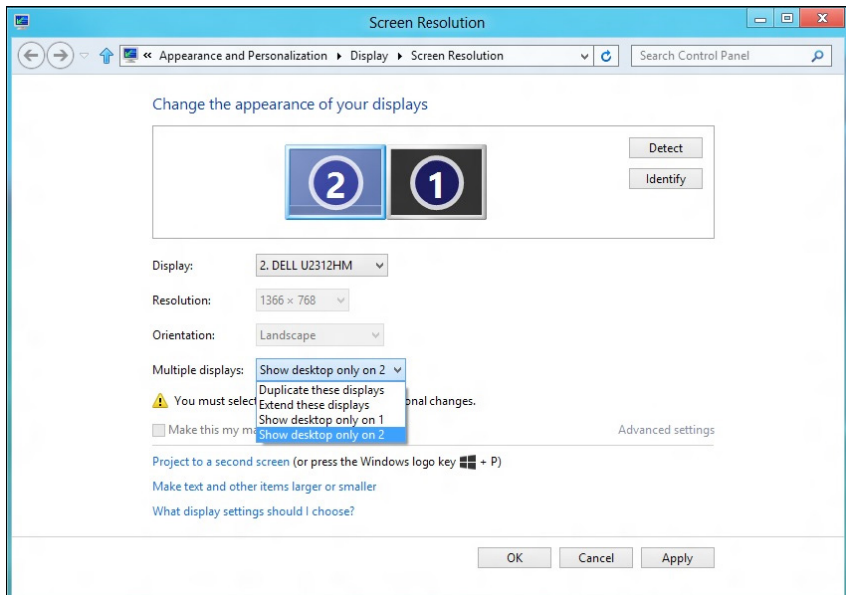 Screen Resolution
« Appearance and Personalization Display Screen Resolution
Search Control Panel
Change the appearance of your displays
2
1
Detect
Identify
Display: 2. DELL U2312HM
Resolution: 1366 × 768
Orientation: Landscape
Multiple displays: Show desktop only on 2
Duplicate these displays
You must selec
Extend these displays
onal changes.
Show desktop only on 1
Make this my m
Show desktop only on 2
Advanced settings
Project to a second screen (or press the Windows logo key + P)
Make text and other items larger or smaller
What display settings should I choose?
OK
Cancel
Apply